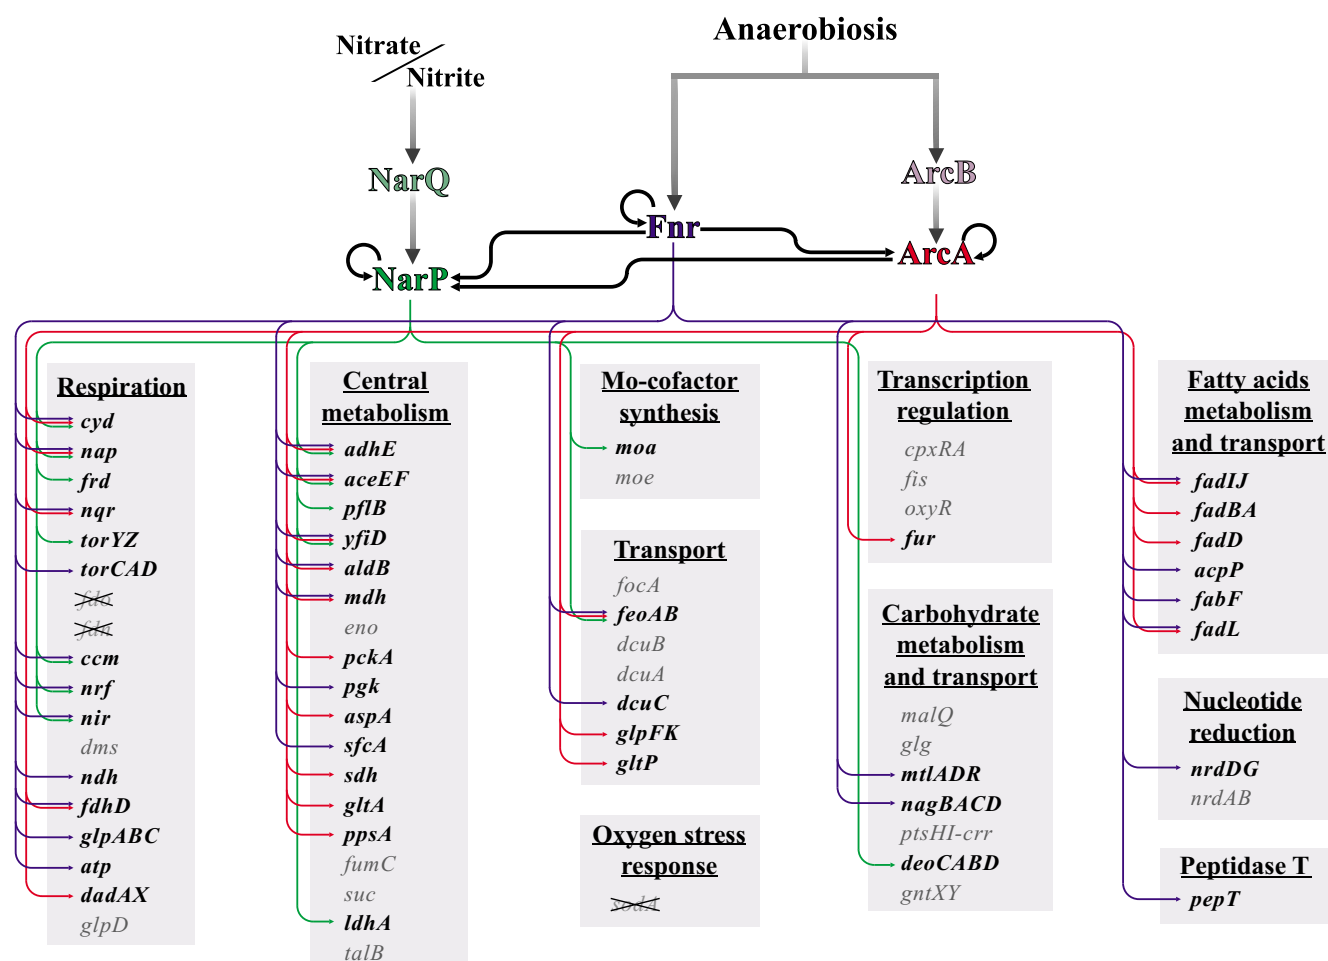 Nitrate
Nitrite
Anaerobiosis
NarQ
ArcB
Fnr
ArcA
NarP
Respiration
cyd
nap
frd
nqr
torYZ
torCAD
fdo
fdn
ccm
nrf
nir
dms
ndh
fdhD
glpABC
atp
dadAX
glpD
Central
metabolism
adhE
aceEF
pflB
yfiD
aldB
mdh
eno
pckA
pgk
aspA
sfcA
sdh
gltA
ppsA
fumC
suc
ldhA
talB
Mo-cofactor
synthesis
moa
moe
Transport
focA
feoAB
dcuB
dcuA
dcuC
glpFK
gltP
Oxygen stress
response
sodA
Transcription
regulation
cpxRA
fis
oxyR
fur
Carbohydrate
metabolism
and transport
malQ
glg
mtlADR
nagBACD
ptsHI-crr
deoCABD
gntXY
Fatty acids
metabolism
and transport
fadIJ
fadBA
fadD
acpP
fabF
fadL
Nucleotide
reduction
nrdDG
nrdAB
Peptidase T
pepT